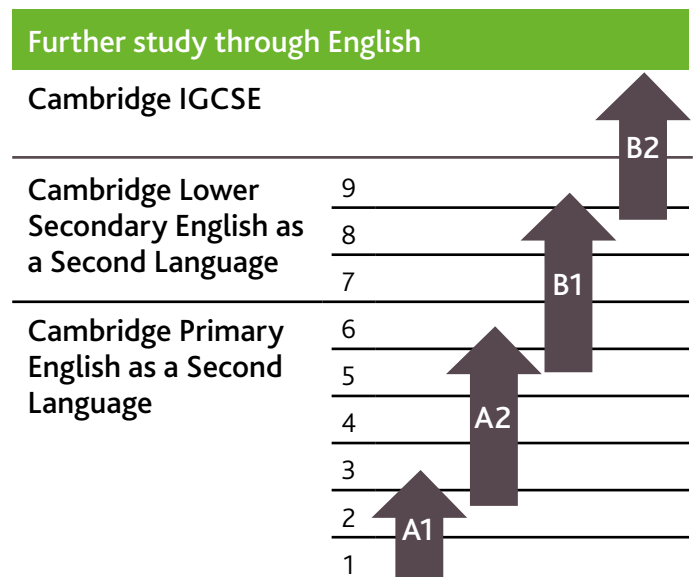 Further study through English
Cambridge IGCSE
B2
Cambridge Lower
Secondary English as
a Second Language
9
8
7
B1
Cambridge Primary
English as a Second
Language
6
5
4
3
2
1
A2
A1